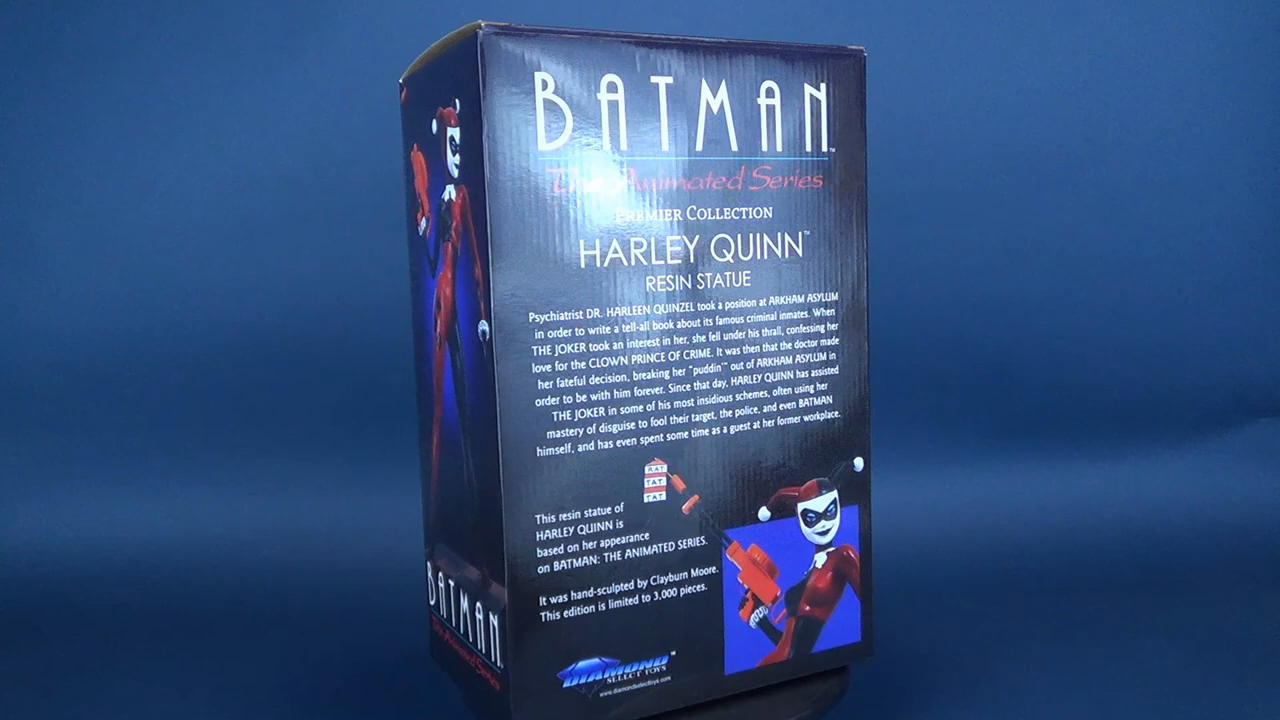 BATMAN™
The Animated Series
PREMIER COLLECTION
HARLEY QUINN™
RESIN STATUE
Psychiatrist DR. HARLEEN QUINZEL took a position at ARKHAM ASYLUM
in order to write a tell-all book about its famous criminal inmates. When
THE JOKER took an interest in her, she fell under his thrall, confessing her
love for the CLOWN PRINCE OF CRIME. It was then that the doctor made
her fateful decision, breaking her "puddin'" out of ARKHAM ASYLUM in
order to be with him forever. Since that day, HARLEY QUINN has assisted
THE JOKER in some of his most insidious schemes, often using her
mastery of disguise to fool their target, the police, and even BATMAN
himself, and has even spent some time as a guest at her former workplace.
RAT
TAT
TAT
This resin statue of
HARLEY QUINN is
based on her appearance
on BATMAN: THE ANIMATED SERIES.
It was hand-sculpted by Clayburn Moore.
This edition is limited to 3,000 pieces.
DIAMOND™
SELECT TOYS
www.diamondselecttoys.com
BATMAN
The Animated Series